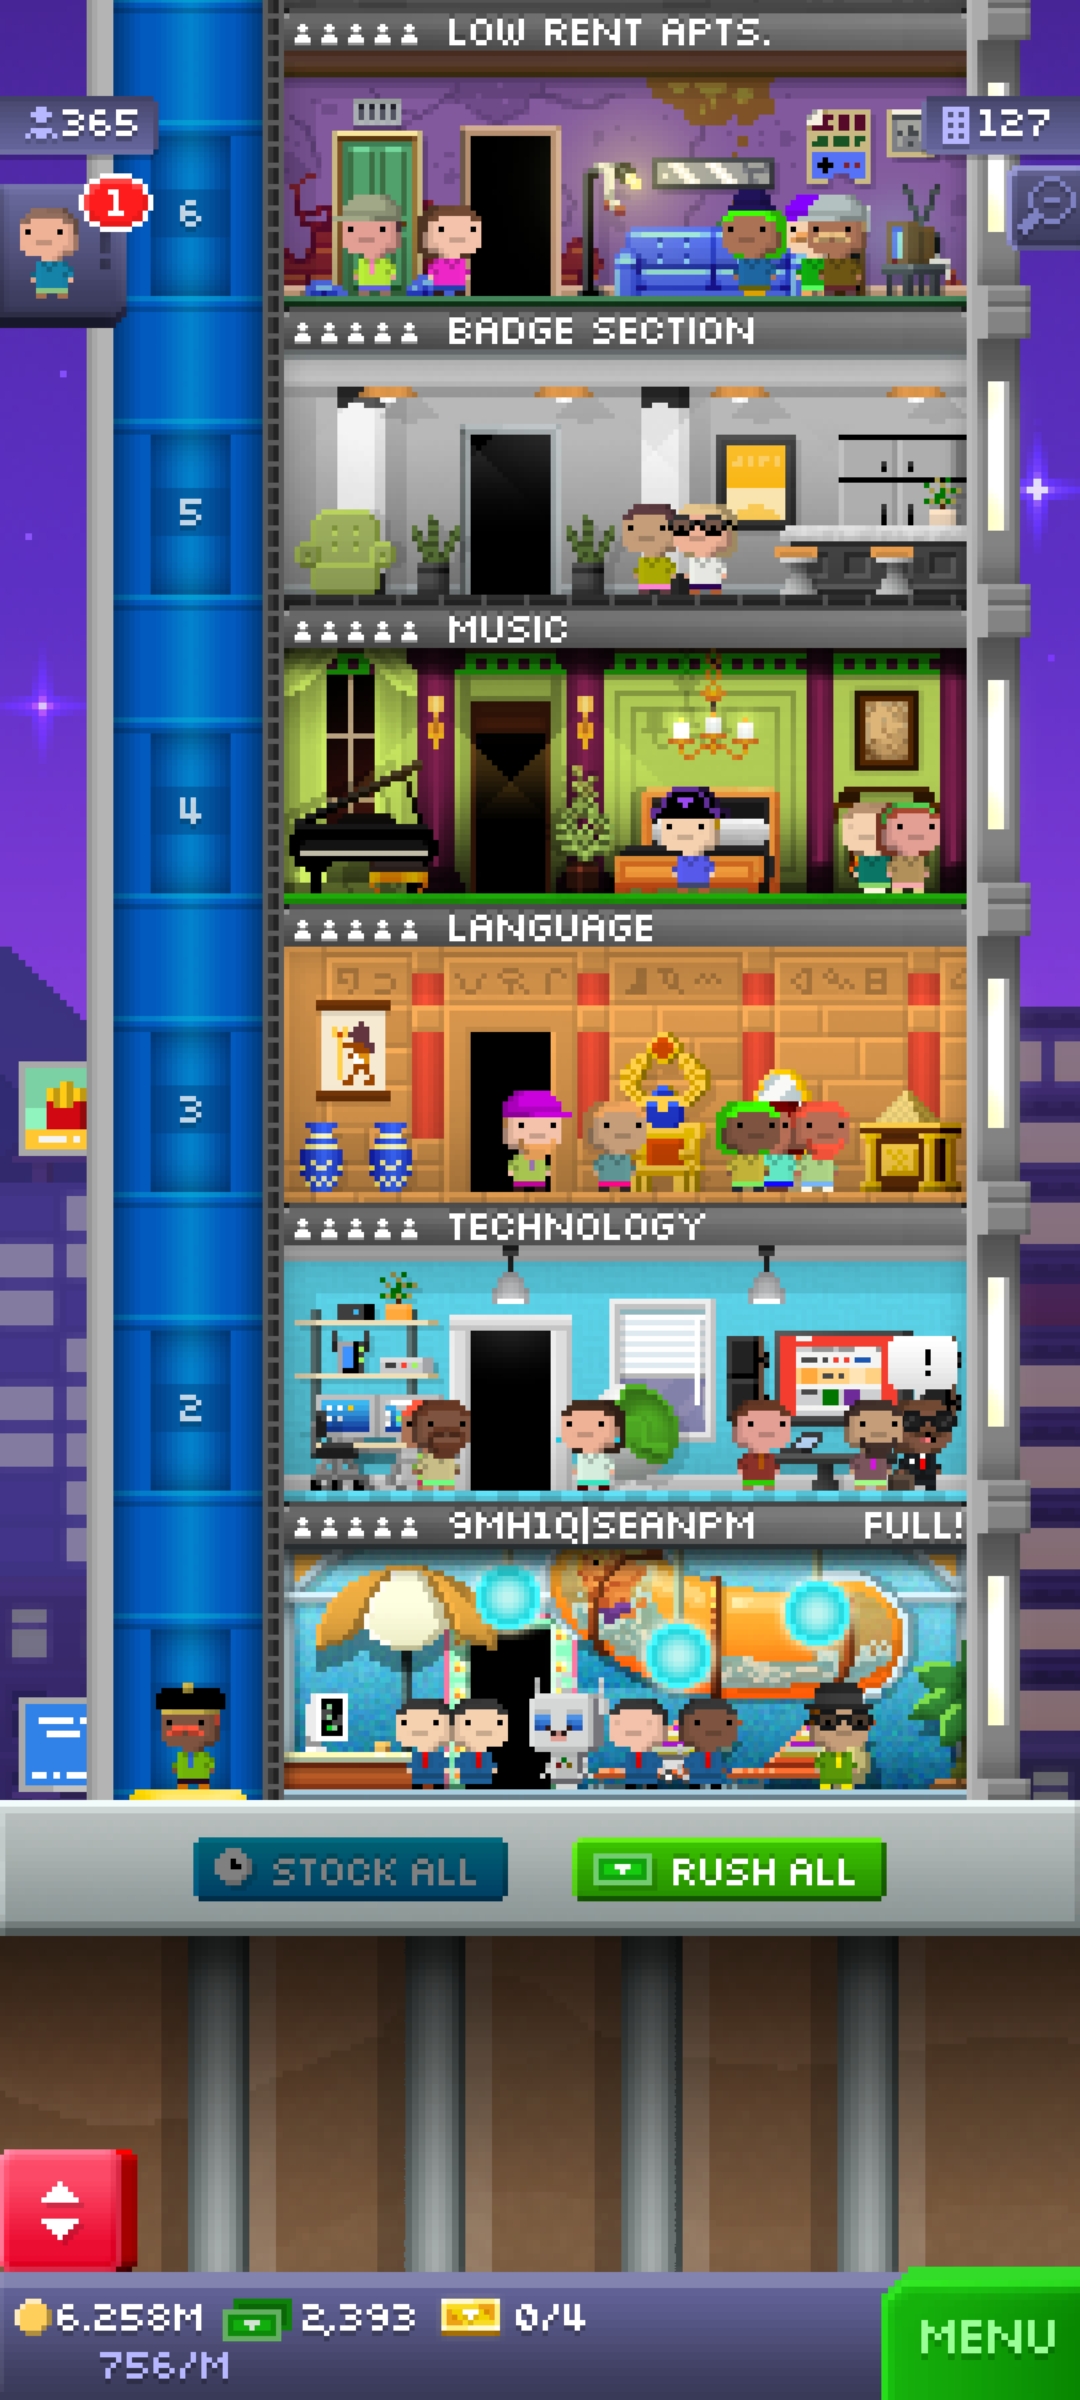 LOW RENT APTS.
365
127
1
6
BADGE SECTION
5
MUSIC
4
LANGUAGE
3
TECHNOLOGY
!
2
9MH1Q|SEANPM FULL!
STOCK ALL
RUSH ALL
6.258M 2,393 0/4
756/M
MENU